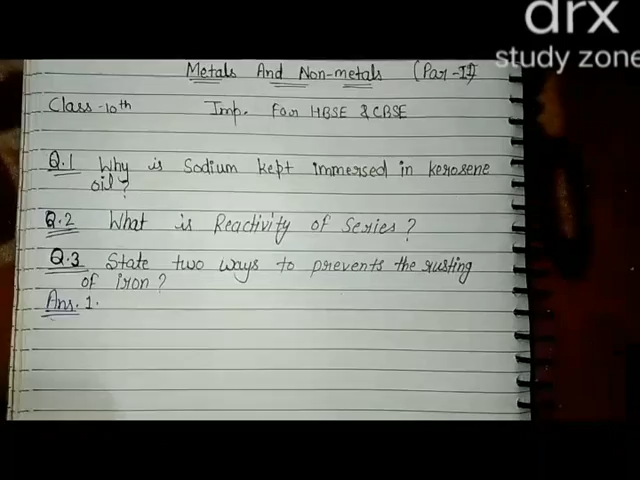 drx
study zone
Metals And Non-metals (Par-II)
Class-10th Imp. For HBSE & CBSE
Q.1 Why is Sodium kept immersed in kerosene
oil?
Q.2 What is Reactivity of Series?
Q.3 State two ways to prevents the rusting
of iron?
Ans. 1.